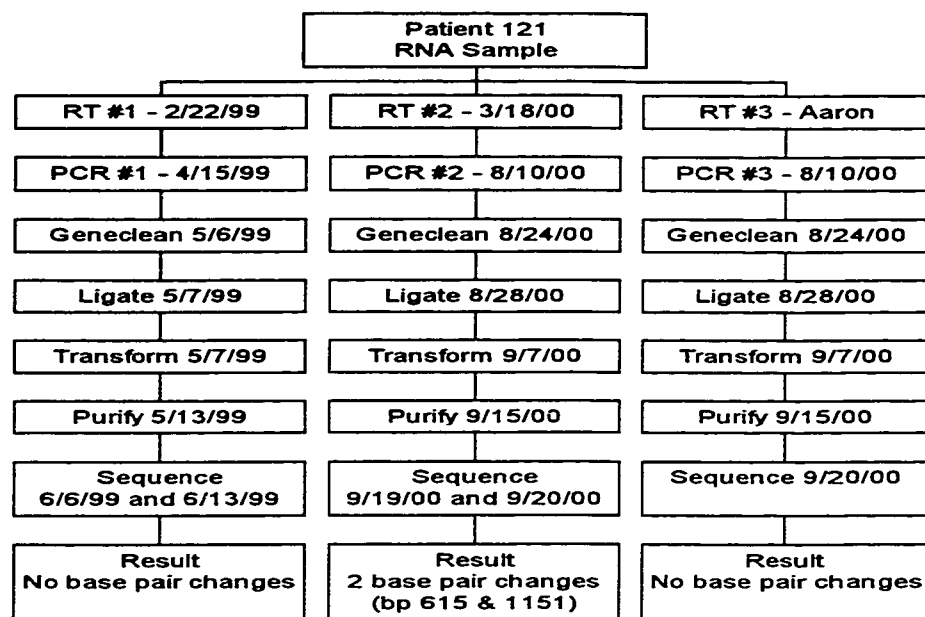 Patient 121
RNA Sample
RT #1 - 2/22/99
RT #2 - 3/18/00
RT #3 - Aaron
PCR #1 - 4/15/99
PCR #2 - 8/10/00
PCR #3 - 8/10/00
Geneclean 5/6/99
Geneclean 8/24/00
Geneclean 8/24/00
Ligate 5/7/99
Ligate 8/28/00
Ligate 8/28/00
Transform 5/7/99
Transform 9/7/00
Transform 9/7/00
Purify 5/13/99
Purify 9/15/00
Purify 9/15/00
Sequence
6/6/99 and 6/13/99
Sequence
9/19/00 and 9/20/00
Sequence 9/20/00
Result
No base pair changes
Result
2 base pair changes
(bp 615 & 1151)
Result
No base pair changes